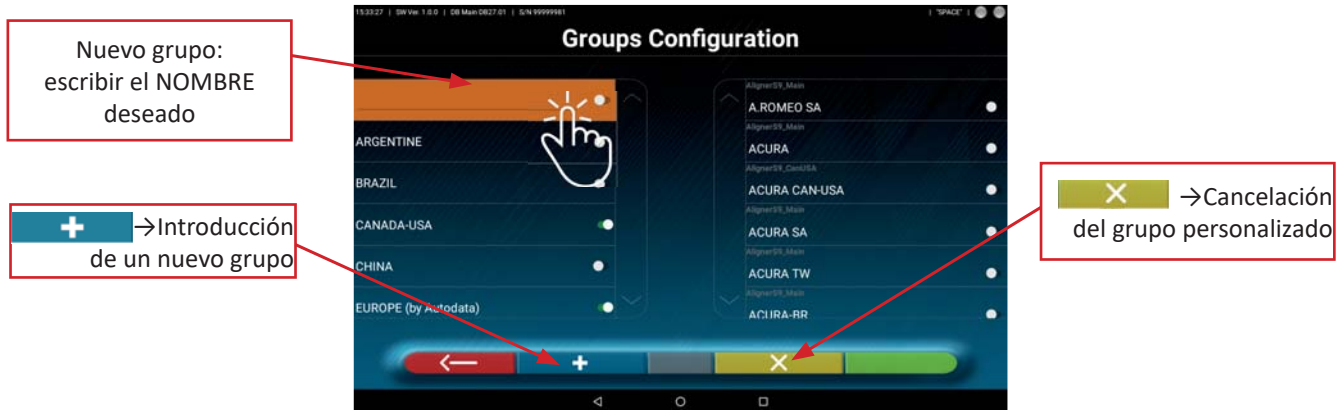 15:33:27 | SW Ver. 1.0.0 | DB Main DB27.01 | S/N 99999981
| "SPACE" |
Groups Configuration
Nuevo grupo:
escribir el NOMBRE
deseado
ARGENTINE
BRAZIL
CANADA-USA
CHINA
EUROPE (by Autodata)
AlignerS9_Main
A.ROMEO SA
AlignerS9_Main
ACURA
AlignerS9_CanUSA
ACURA CAN-USA
AlignerS9_Main
ACURA SA
AlignerS9_Main
ACURA TW
AlignerS9_Main
ACURA-BR
→Introducción
de un nuevo grupo
→Cancelación
del grupo personalizado